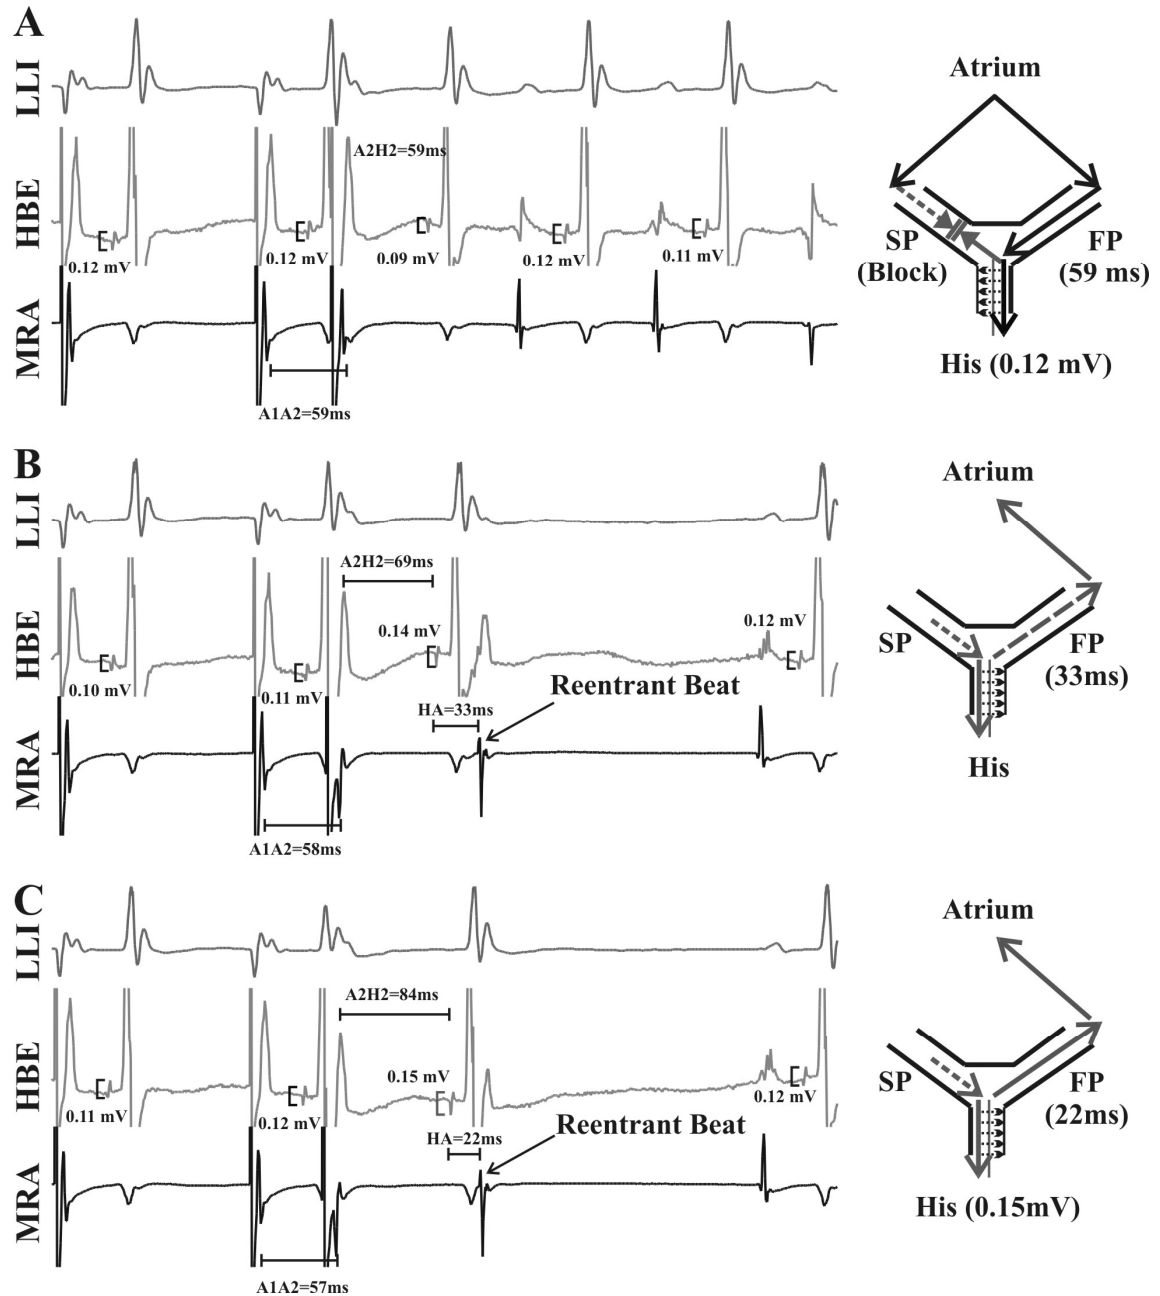 A
LLI
HBE
MRA
A2H2=59ms
0.12 mV
0.12 mV
0.09 mV
0.12 mV
0.11 mV
A1A2=59ms
Atrium
SP
(Block)
FP
(59 ms)
His (0.12 mV)
B
LLI
HBE
MRA
A2H2=69ms
0.14 mV
0.12 mV
0.10 mV
0.11 mV
Reentrant Beat
HA=33ms
A1A2=58ms
Atrium
SP
FP
(33ms)
His
C
LLI
HBE
MRA
A2H2=84ms
0.15 mV
0.11 mV
0.12 mV
0.12 mV
Reentrant Beat
HA=22ms
A1A2=57ms
Atrium
SP
FP
(22ms)
His (0.15mV)